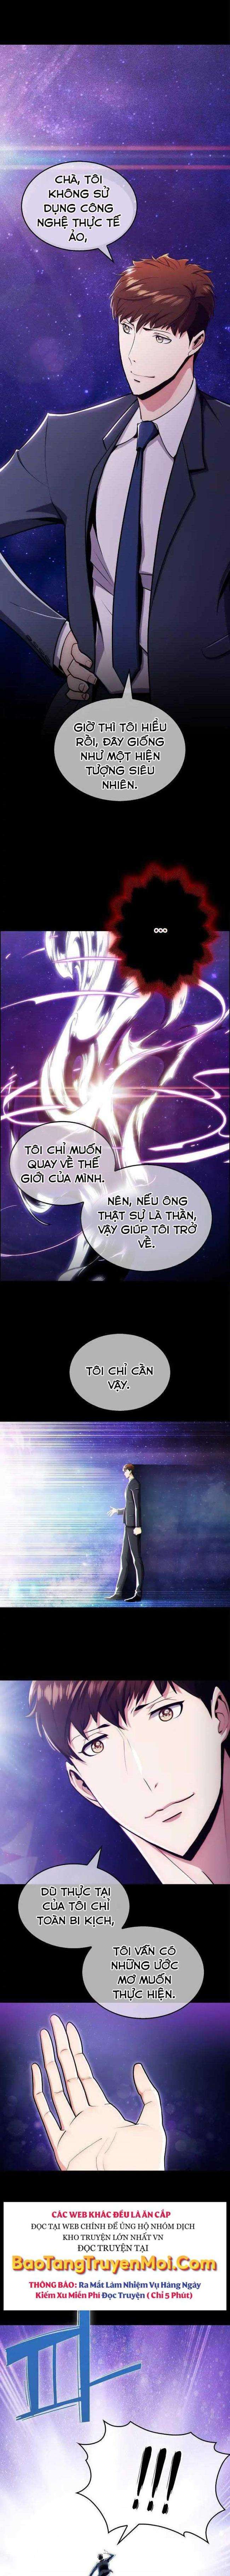 CHÀ, TÔI
KHÔNG SỬ
DỤNG CÔNG
NGHỆ THỰC TẾ
ẢO,
GIỜ THÌ TÔI HIỂU
RỒI, ĐÂY GIỐNG
NHƯ MỘT HIỆN
TƯỢNG SIÊU
NHIÊN.
ooo
TÔI CHỈ MUỐN
QUAY VỀ THẾ
GIỚI CỦA MÌNH.
NÊN, NẾU ÔNG
THẬT SỰ LÀ THẦN,
VẬY GIÚP TÔI TRỞ
VỀ.
TÔI CHỈ CẦN
VẬY.
DÙ THỰC TẠI
CỦA TÔI CHỈ
TOÀN BI KỊCH,
TÔI VẪN CÓ
NHỮNG ƯỚC
MƠ MUỐN
THỰC HIỆN.
CÁC WEB KHÁC ĐỀU LÀ ĂN CẮP
ĐỌC TẠI WEB CHÍNH ĐỂ ỦNG HỘ NHÓM DỊCH
KHO TRUYỆN LỚN NHẤT VN
ĐỌC TRUYỆN TẠI
BaoTangTruyenMoi.Com
THÔNG BÁO: Ra Mắt Làm Nhiệm Vụ Hàng Ngày
Kiếm Xu Miễn Phí Đọc Truyện ( Chỉ 5 Phút)
!!!